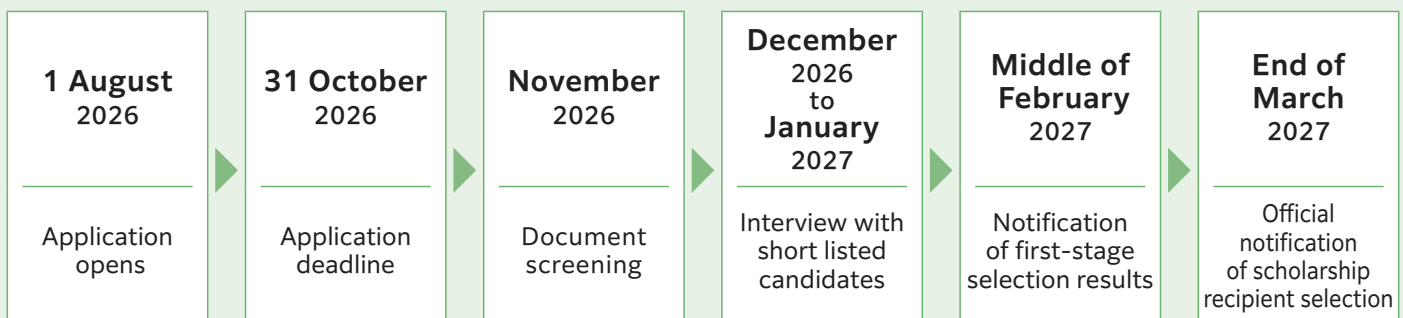 1 August
2026
Application
opens
31 October
2026
Application
deadline
November
2026
Document
screening
December
2026
to
January
2027
Interview with
short listed
candidates
Middle of
February
2027
Notification
of first-stage
selection results
End of
March
2027
Official
notification
of scholarship
recipient selection